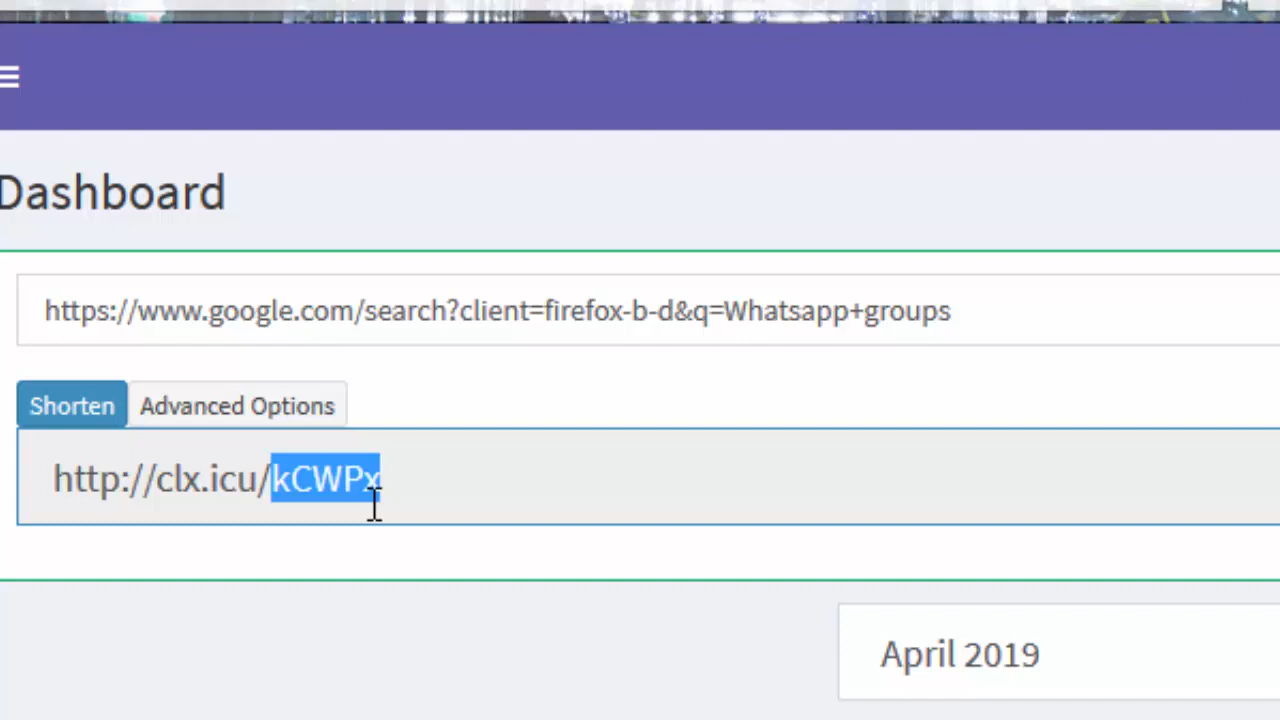 Dashboard
https://www.google.com/search?client=firefox-b-d&q=Whatsapp+groups
Shorten Advanced Options
http://clx.icu/kCWPx
April 2019